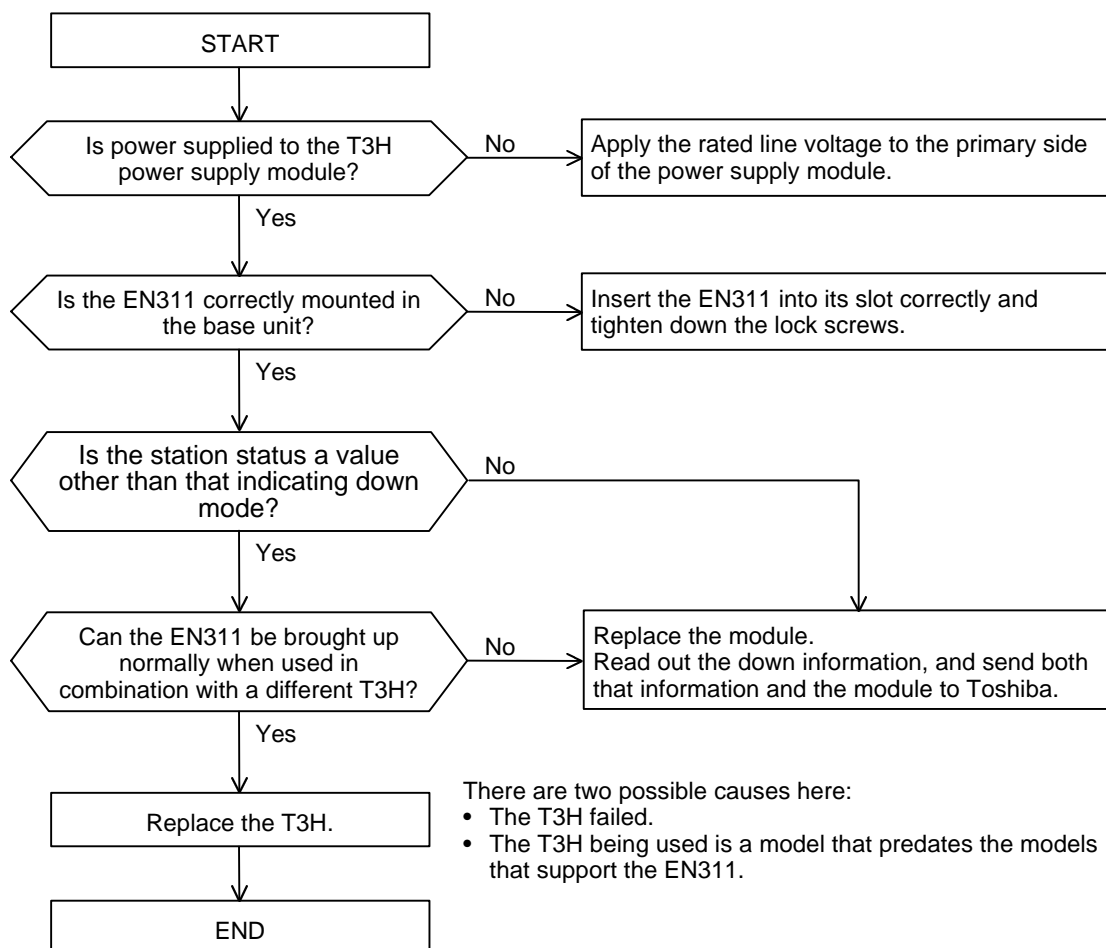 START
Is power supplied to the T3H
power supply module?
No
Apply the rated line voltage to the primary side
of the power supply module.
Yes
Is the EN311 correctly mounted in
the base unit?
No
Insert the EN311 into its slot correctly and
tighten down the lock screws.
Yes
Is the station status a value
other than that indicating down
mode?
No
Yes
Can the EN311 be brought up
normally when used in
combination with a different T3H?
No
Replace the module.
Read out the down information, and send both
that information and the module to Toshiba.
Yes
Replace the T3H.
There are two possible causes here:
• The T3H failed.
• The T3H being used is a model that predates the models
that support the EN311.
END